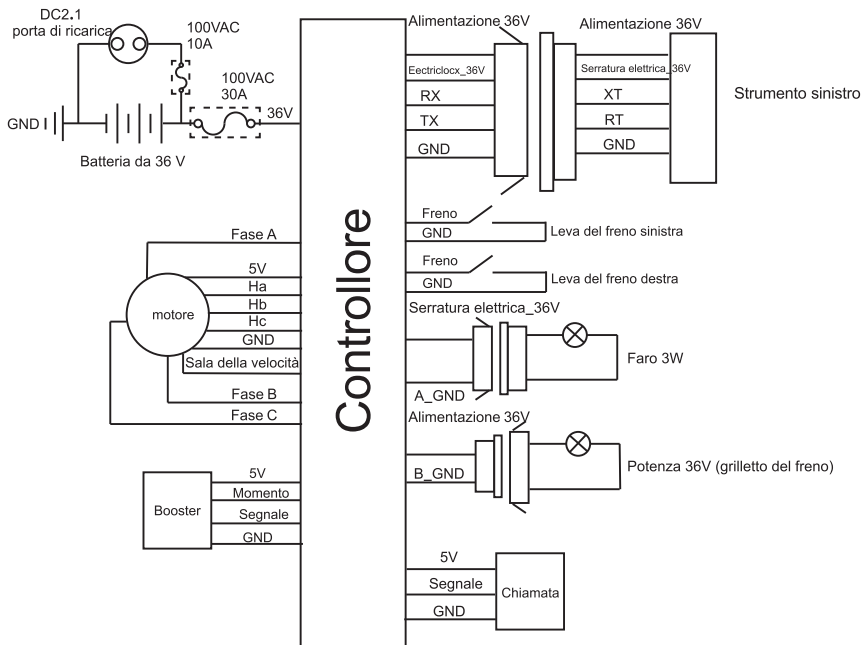 DC2.1
porta di ricarica
100VAC
10A
100VAC
30A
36V
GND
Batteria da 36 V
Fase A
5V
Ha
Hb
Hc
GND
Sala della velocità
Fase B
Fase C
motore
5V
Momento
Segnale
GND
Booster
Controllore
Alimentazione 36V
Eectriclocx_36V
RX
TX
GND
Alimentazione 36V
Serratura elettrica_36V
XT
RT
GND
Strumento sinistro
Freno
GND
Leva del freno sinistra
Freno
GND
Leva del freno destra
Serratura elettrica_36V
A_GND
Faro 3W
Alimentazione 36V
B_GND
Potenza 36V (grilletto del freno)
5V
Segnale
GND
Chiamata